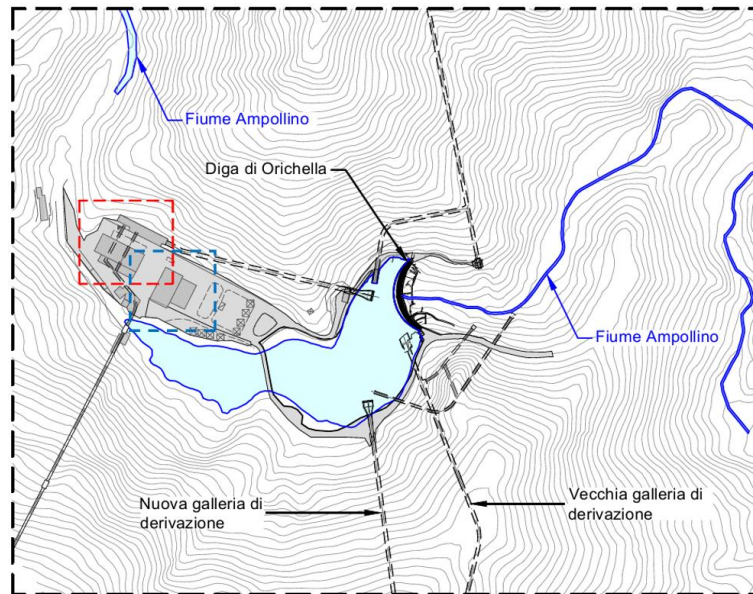 Fiume Ampollino
Diga di Orichella
Fiume Ampollino
Nuova galleria di
derivazione
Vecchia galleria di
derivazione